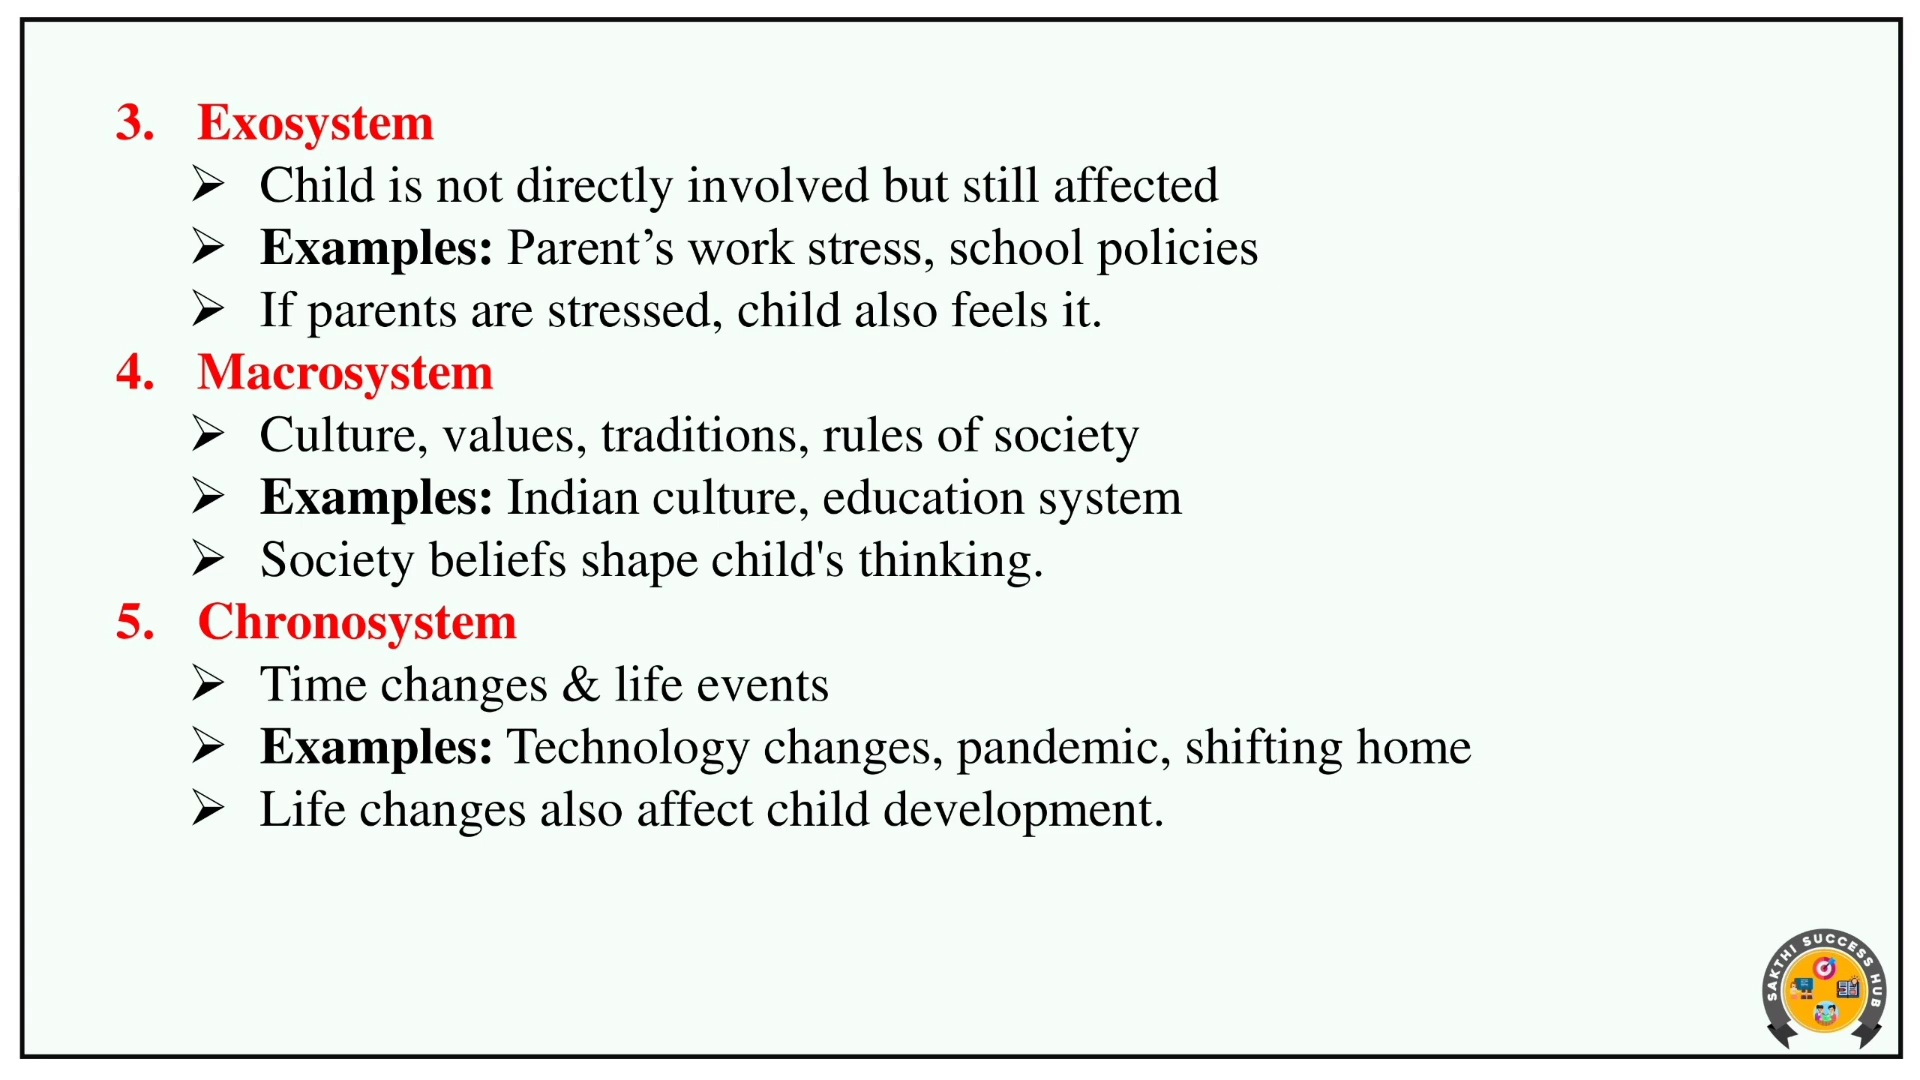 3. Exosystem
➢ Child is not directly involved but still affected
➢ Examples: Parent’s work stress, school policies
➢ If parents are stressed, child also feels it.
4. Macrosystem
➢ Culture, values, traditions, rules of society
➢ Examples: Indian culture, education system
➢ Society beliefs shape child's thinking.
5. Chronosystem
➢ Time changes & life events
➢ Examples: Technology changes, pandemic, shifting home
➢ Life changes also affect child development.
SAKTHI SUCCESS HUB